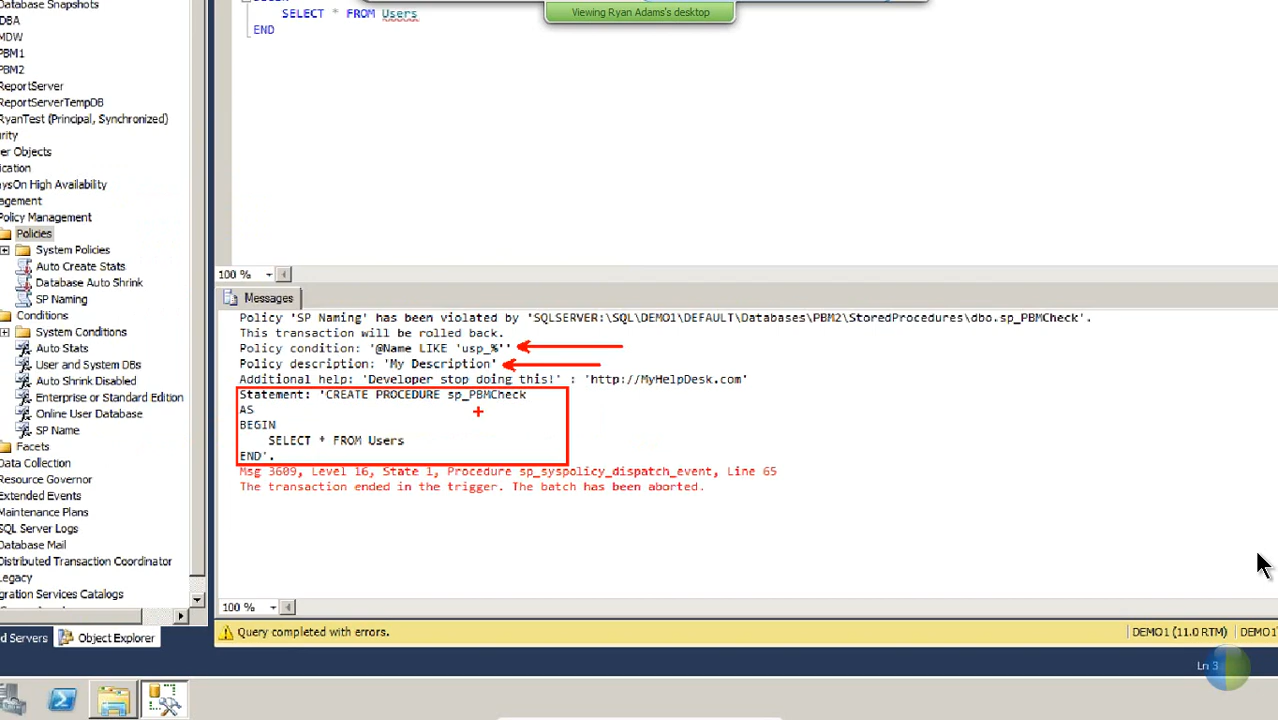 Database Snapshots
DBA
MDW
PBM1
PBM2
ReportServer
ReportServerTempDB
RyanTest (Principal, Synchronized)
rity
er Objects
ication
aysOn High Availability
agement
Policy Management
Policies
System Policies
Auto Create Stats
Database Auto Shrink
SP Naming
Conditions
System Conditions
Auto Stats
User and System DBs
Auto Shrink Disabled
Enterprise or Standard Edition
Online User Database
SP Name
Facets
Data Collection
Resource Governor
Extended Events
Maintenance Plans
SQL Server Logs
Database Mail
Distributed Transaction Coordinator
Legacy
gration Services Catalogs
ed Servers
Object Explorer
Viewing Ryan Adams's desktop
SELECT * FROM Users
END
100 %
Messages
Policy 'SP Naming' has been violated by 'SQLSERVER:\SQL\DEMO1\DEFAULT\Databases\PBM2\StoredProcedures\dbo.sp_PBMCheck'.
This transaction will be rolled back.
Policy condition: '@Name LIKE 'usp_%''
Policy description: 'My Description'
Additional help: 'Developer stop doing this!' : 'http://MyHelpDesk.com'
Statement: 'CREATE PROCEDURE sp_PBMCheck
AS
BEGIN
SELECT * FROM Users
END'.
Msg 3609, Level 16, State 1, Procedure sp_syspolicy_dispatch_event, Line 65
The transaction ended in the trigger. The batch has been aborted.
100 %
Query completed with errors.
DEMO1 (11.0 RTM)
DEMO1
Ln 3